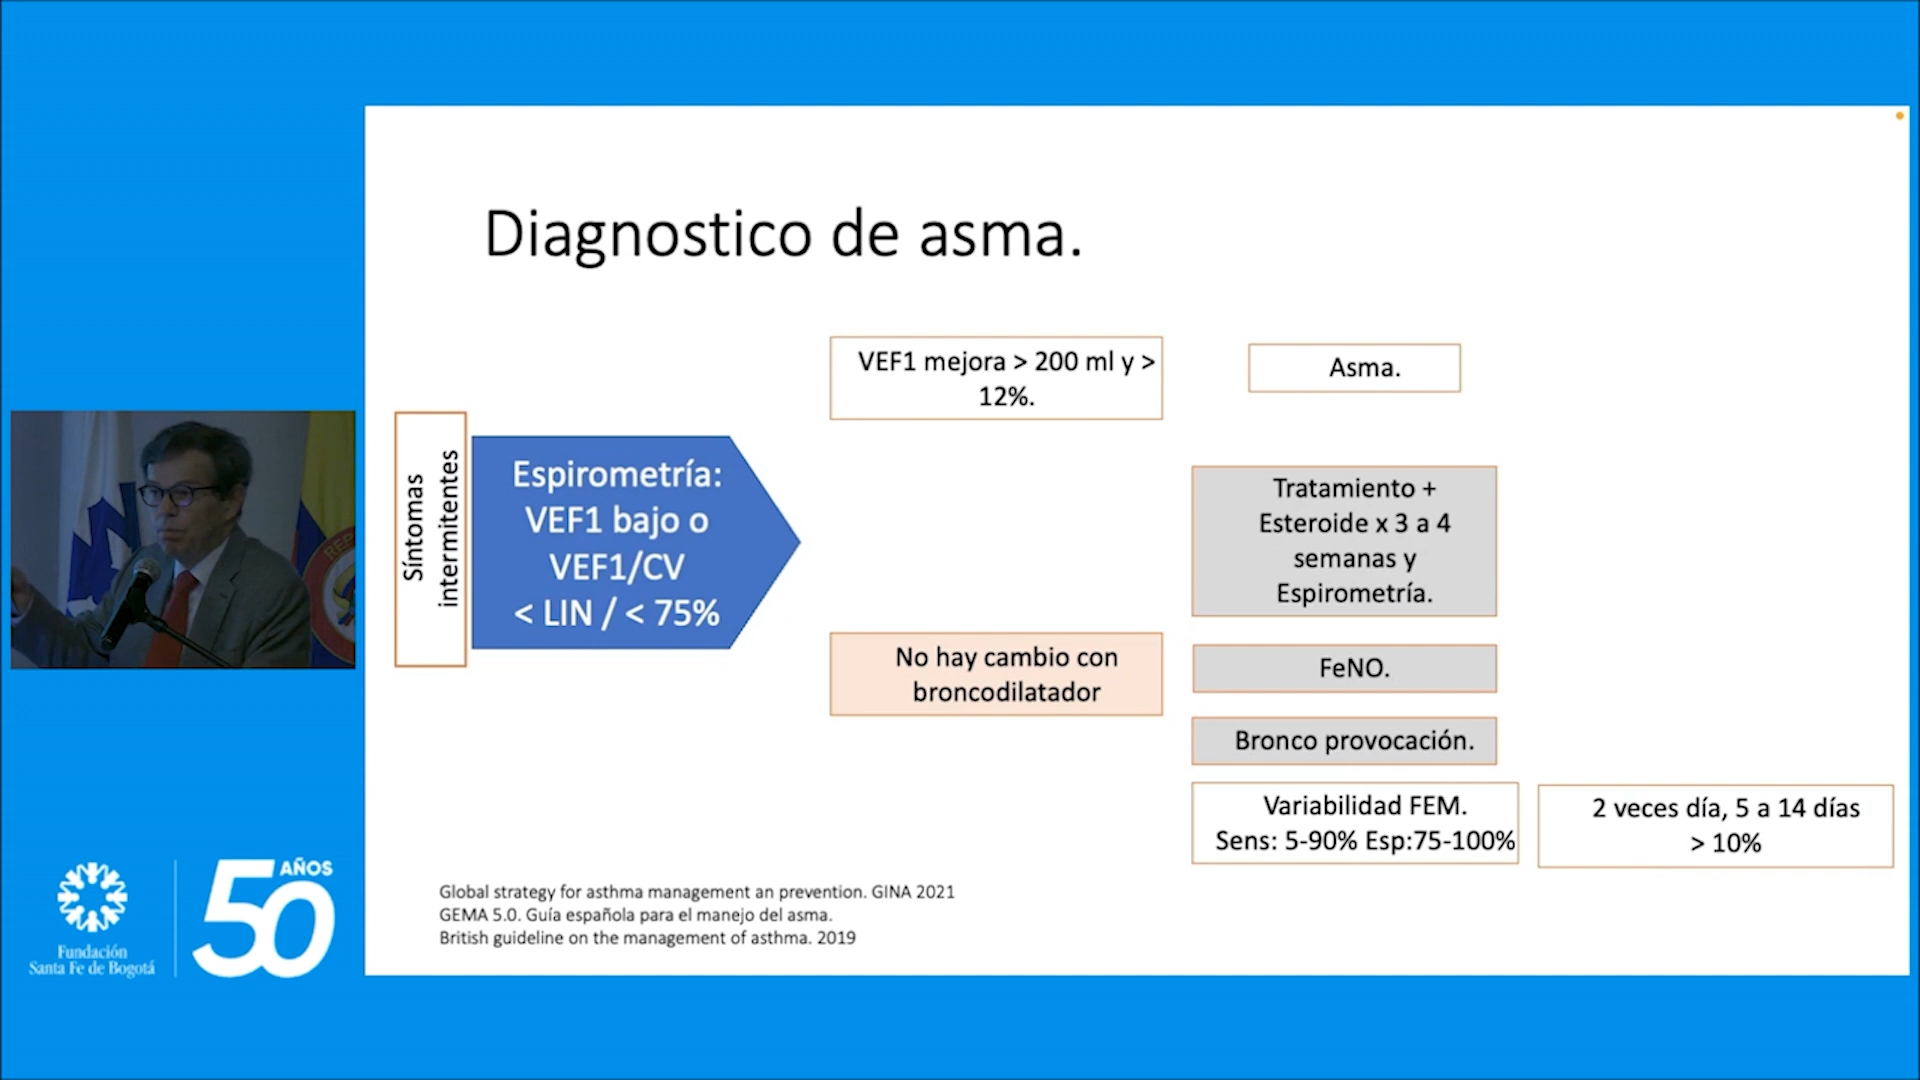 Diagnostico de asma.
Síntomas
intermitentes
Espirometría:
VEF1 bajo o
VEF1/CV
< LIN / < 75%
VEF1 mejora > 200 ml y >
12%.
Asma.
No hay cambio con
broncodilatador
Tratamiento +
Esteroide x 3 a 4
semanas y
Espirometría.
FeNO.
Bronco provocación.
Variabilidad FEM.
Sens: 5-90% Esp:75-100%
2 veces día, 5 a 14 días
> 10%
Global strategy for asthma management an prevention. GINA 2021
GEMA 5.0. Guía española para el manejo del asma.
British guideline on the management of asthma. 2019
Fundación
Santa Fe de Bogotá
50 AÑOS
REP